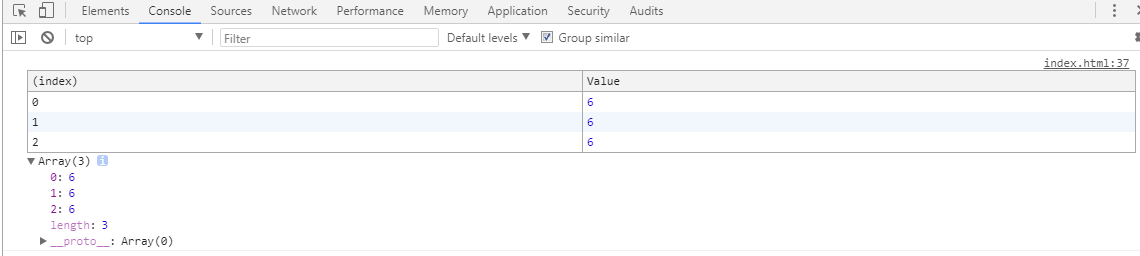 Elements Console Sources Network Performance Memory Application Security Audits
top Filter Default levels Group similar
index.html:37
(index) Value
0 6
1 6
2 6
Array(3) i
0: 6
1: 6
2: 6
length: 3
__proto__: Array(0)